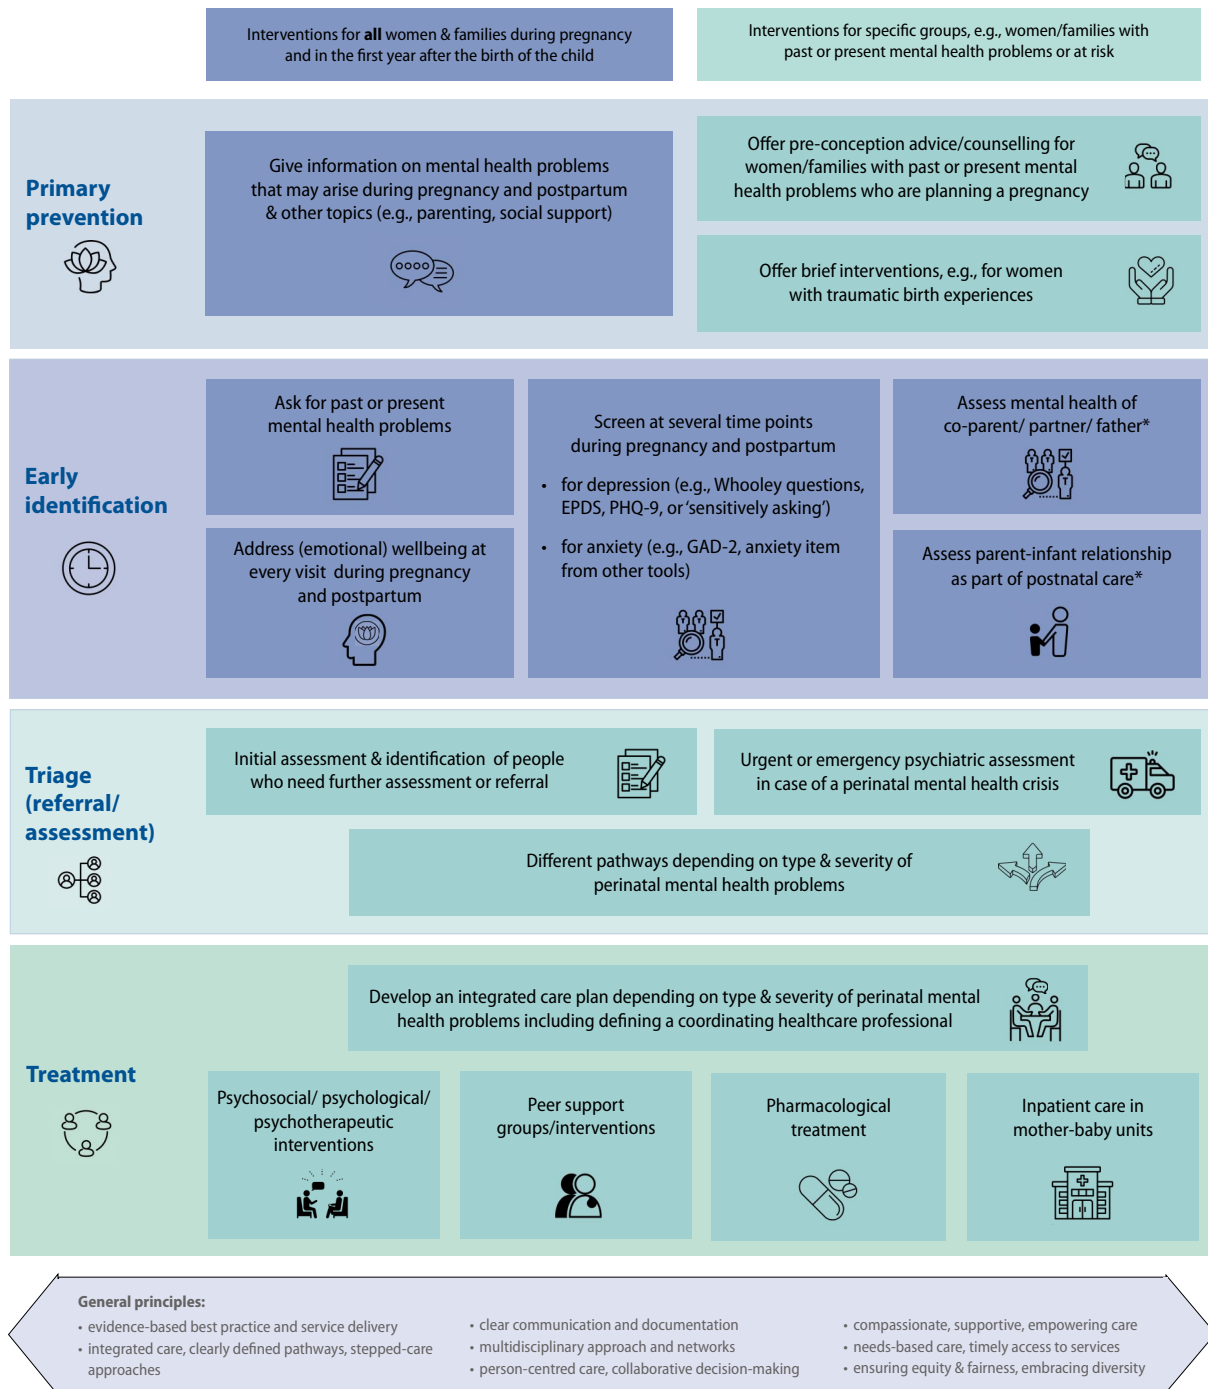 Interventions for all women & families during pregnancy
and in the first year after the birth of the child
Interventions for specific groups, e.g., women/families with
past or present mental health problems or at risk
Primary
prevention
Give information on mental health problems
that may arise during pregnancy and postpartum
& other topics (e.g., parenting, social support)
Offer pre-conception advice/counselling for
women/families with past or present mental
health problems who are planning a pregnancy
Offer brief interventions, e.g., for women
with traumatic birth experiences
Early
identification
Ask for past or present
mental health problems
Address (emotional) wellbeing at
every visit during pregnancy
and postpartum
Screen at several time points
during pregnancy and postpartum
• for depression (e.g., Whooley questions,
EPDS, PHQ-9, or ‘sensitively asking’)
• for anxiety (e.g., GAD-2, anxiety item
from other tools)
Assess mental health of
co-parent/ partner/ father*
Assess parent-infant relationship
as part of postnatal care*
Triage
(referral/
assessment)
Initial assessment & identification of people
who need further assessment or referral
Urgent or emergency psychiatric assessment
in case of a perinatal mental health crisis
Different pathways depending on type & severity of
perinatal mental health problems
Treatment
Develop an integrated care plan depending on type & severity of perinatal mental
health problems including defining a coordinating healthcare professional
Psychosocial/ psychological/
psychotherapeutic
interventions
Peer support
groups/interventions
Pharmacological
treatment
Inpatient care in
mother-baby units
General principles:
• evidence-based best practice and service delivery
• integrated care, clearly defined pathways, stepped-care
approaches
• clear communication and documentation
• multidisciplinary approach and networks
• person-centred care, collaborative decision-making
• compassionate, supportive, empowering care
• needs-based care, timely access to services
• ensuring equity & fairness, embracing diversity